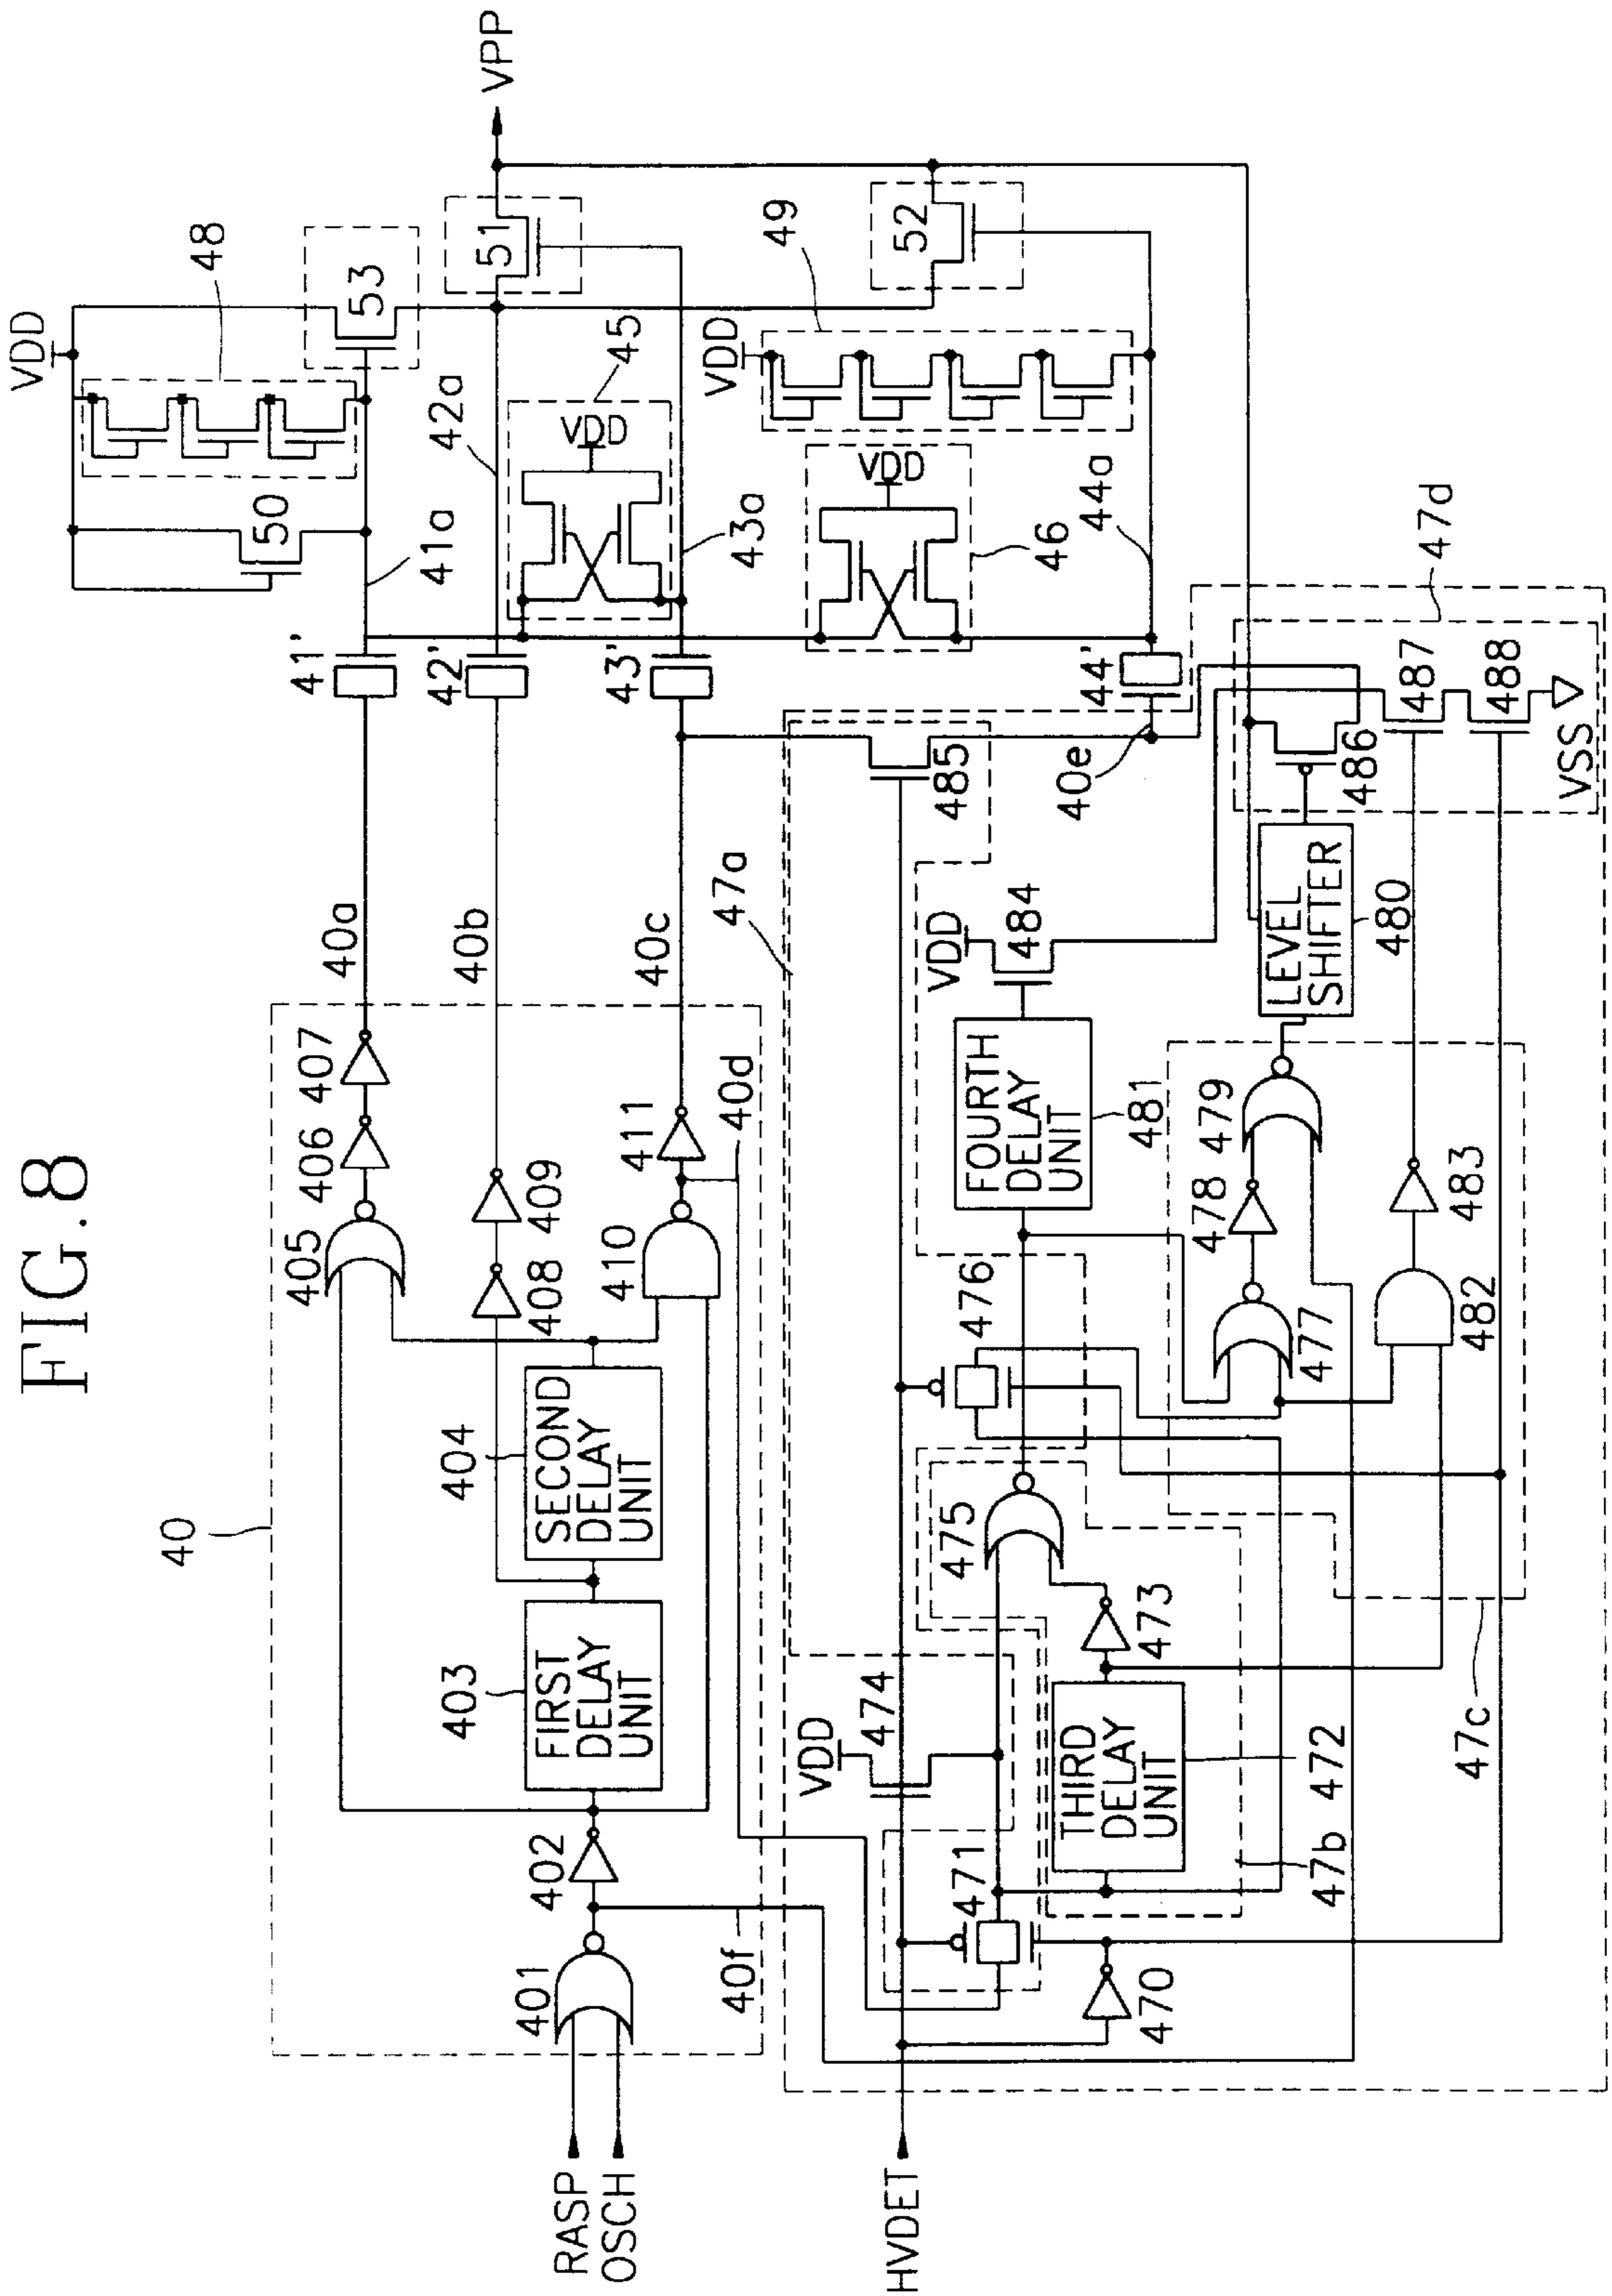 FIG.8
VDD
48
53
50
41a
VPP
51
52
42a
45
VDD
43a
49
VDD
VDD
46
44a
47d
41'
42'
43'
44'
40e
485
486
487
488
VSS
40a
40b
40c
47a
40
401
402
403
FIRST
DELAY
UNIT
404
SECOND
DELAY
UNIT
405
406
407
408
409
410
411
40d
40f
RASP
OSCH
HVDET
VDD
474
471
470
THIRD
DELAY
UNIT
472
473
475
476
47b
47c
477
478
479
FOURTH
DELAY
UNIT
481
VDD
484
LEVEL
SHIFTER
480
482
483